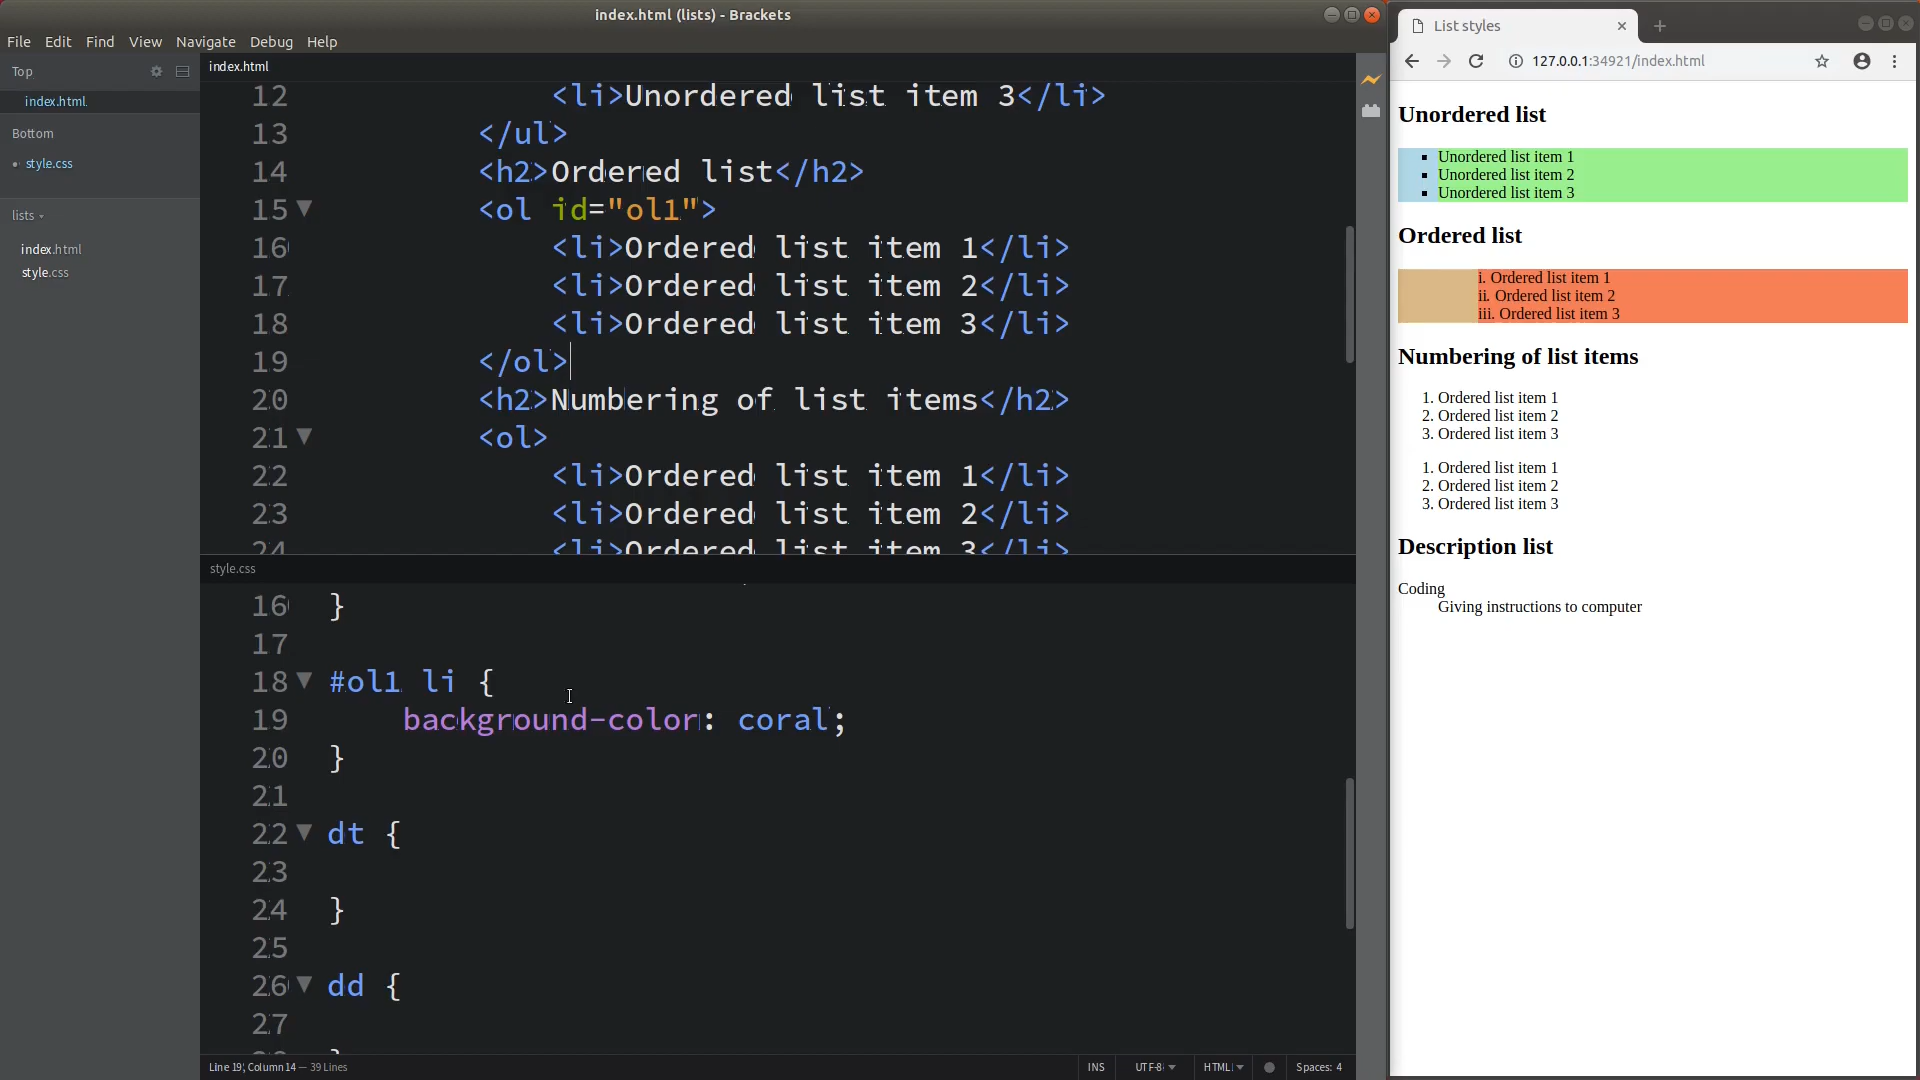 index.html (lists) - Brackets
File Edit Find View Navigate Debug Help
Top
index.html
Bottom
style.css
lists
index.html
style.css
index.html
12 <li>Unordered list item 3</li>
13 </ul>
14 <h2>Ordered list</h2>
15 <ol id="ol1">
16 <li>Ordered list item 1</li>
17 <li>Ordered list item 2</li>
18 <li>Ordered list item 3</li>
19 </ol>
20 <h2>Numbering of list items</h2>
21 <ol>
22 <li>Ordered list item 1</li>
23 <li>Ordered list item 2</li>
24 <li>Ordered list item 3</li>
style.css
16 }
17
18 #ol1 li {
19 background-color: coral;
20 }
21
22 dt {
23
24 }
25
26 dd {
27
Line 19, Column 14 — 39 Lines
INS UTF-8 HTML Spaces: 4
List styles
127.0.0.1:34921/index.html
Unordered list
Unordered list item 1
Unordered list item 2
Unordered list item 3
Ordered list
i. Ordered list item 1
ii. Ordered list item 2
iii. Ordered list item 3
Numbering of list items
1. Ordered list item 1
2. Ordered list item 2
3. Ordered list item 3
1. Ordered list item 1
2. Ordered list item 2
3. Ordered list item 3
Description list
Coding
Giving instructions to computer